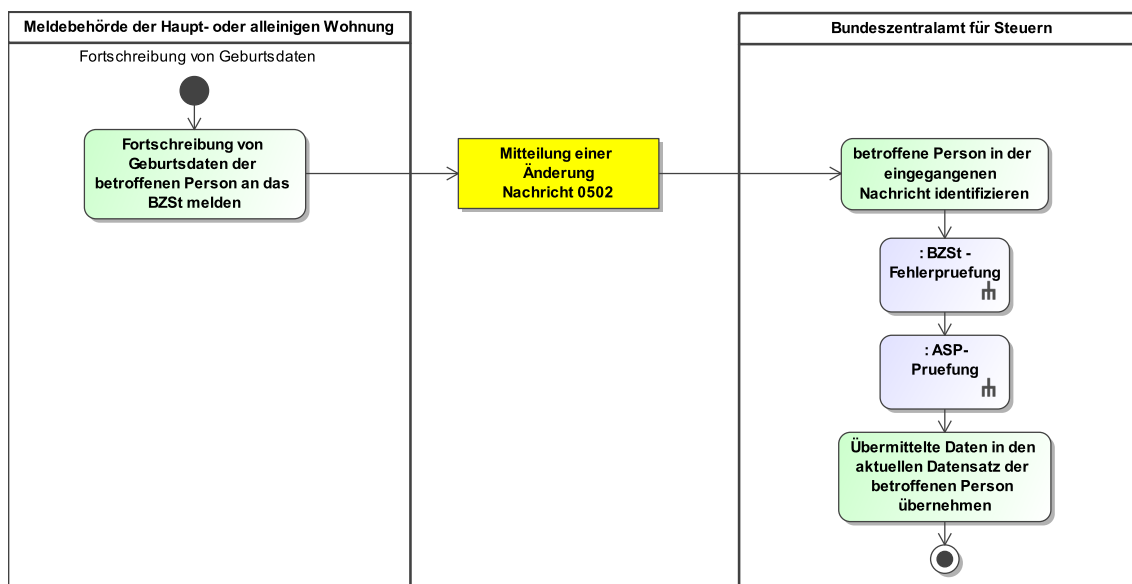 Meldebehörde der Haupt- oder alleinigen Wohnung
Fortschreibung von Geburtsdaten
Fortschreibung von
Geburtsdaten der
betroffenen Person an das
BZSt melden
Mitteilung einer
Änderung
Nachricht 0502
Bundeszentralamt für Steuern
betroffene Person in der
eingegangenen
Nachricht identifizieren
: BZSt -
Fehlerpruefung
: ASP-
Pruefung
Übermittelte Daten in den
aktuellen Datensatz der
betroffenen Person
übernehmen